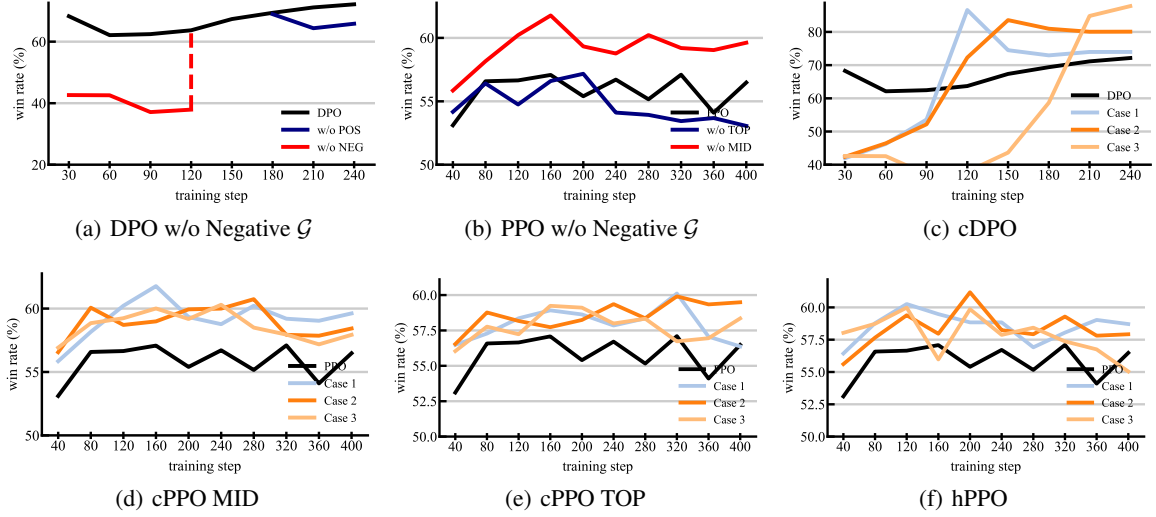 win rate (%)
60
40
20
DPO
w/o POS
w/o NEG
30 60 90 120 150 180 210 240
training step
(a) DPO w/o Negative 𝒢
win rate (%)
60
55
50
PPO
w/o TOP
w/o MID
40 80 120 160 200 240 280 320 360 400
training step
(b) PPO w/o Negative 𝒢
win rate (%)
80
70
60
50
40
DPO
Case 1
Case 2
Case 3
30 60 90 120 150 180 210 240
training step
(c) cDPO
win rate (%)
60
55
50
PPO
Case 1
Case 2
Case 3
40 80 120 160 200 240 280 320 360 400
training step
(d) cPPO MID
win rate (%)
60.0
57.5
55.0
52.5
50.0
PPO
Case 1
Case 2
Case 3
40 80 120 160 200 240 280 320 360 400
training step
(e) cPPO TOP
win rate (%)
60.0
57.5
55.0
52.5
50.0
PPO
Case 1
Case 2
Case 3
40 80 120 160 200 240 280 320 360 400
training step
(f) hPPO